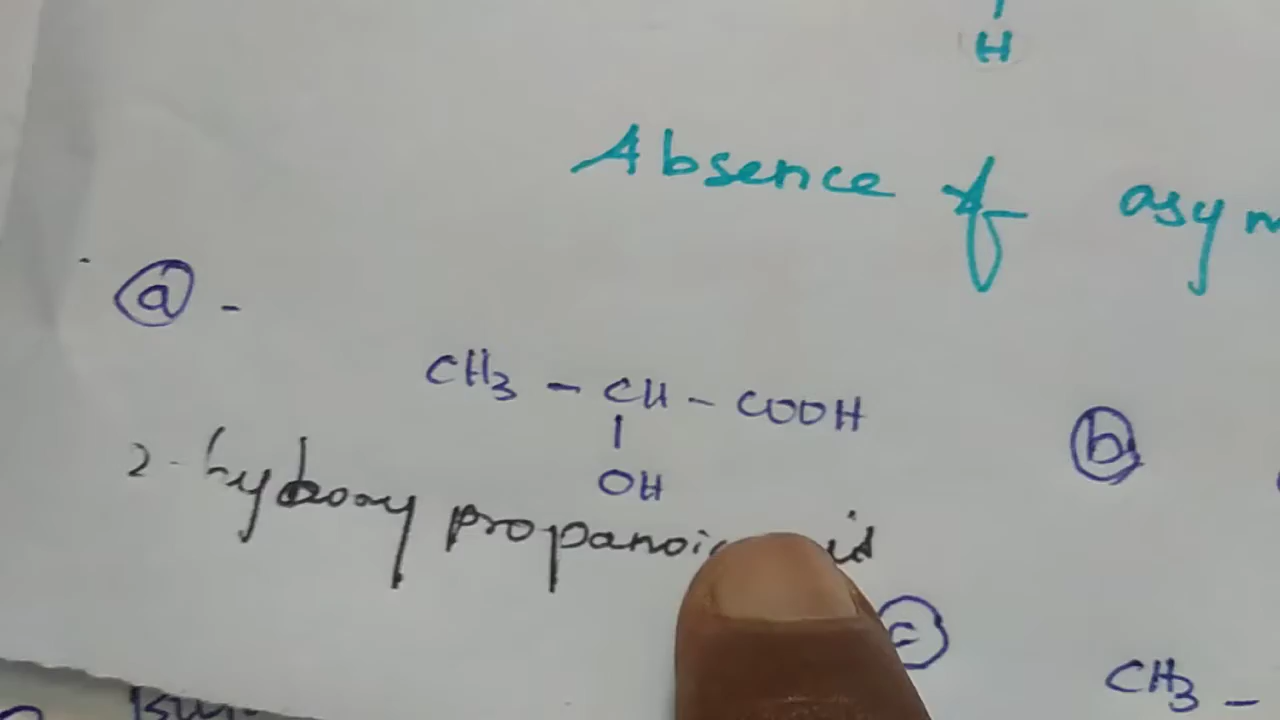 H
Absence of asym
(a) -
CH3 - CH - COOH
|
OH
(b)
2-hydroxy propanoic
(c)
CH3 -